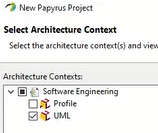 New Papyrus Project
Select Architecture Context
Select the architecture context(s) and view
Architecture Contexts:
Software Engineering
Profile
UML